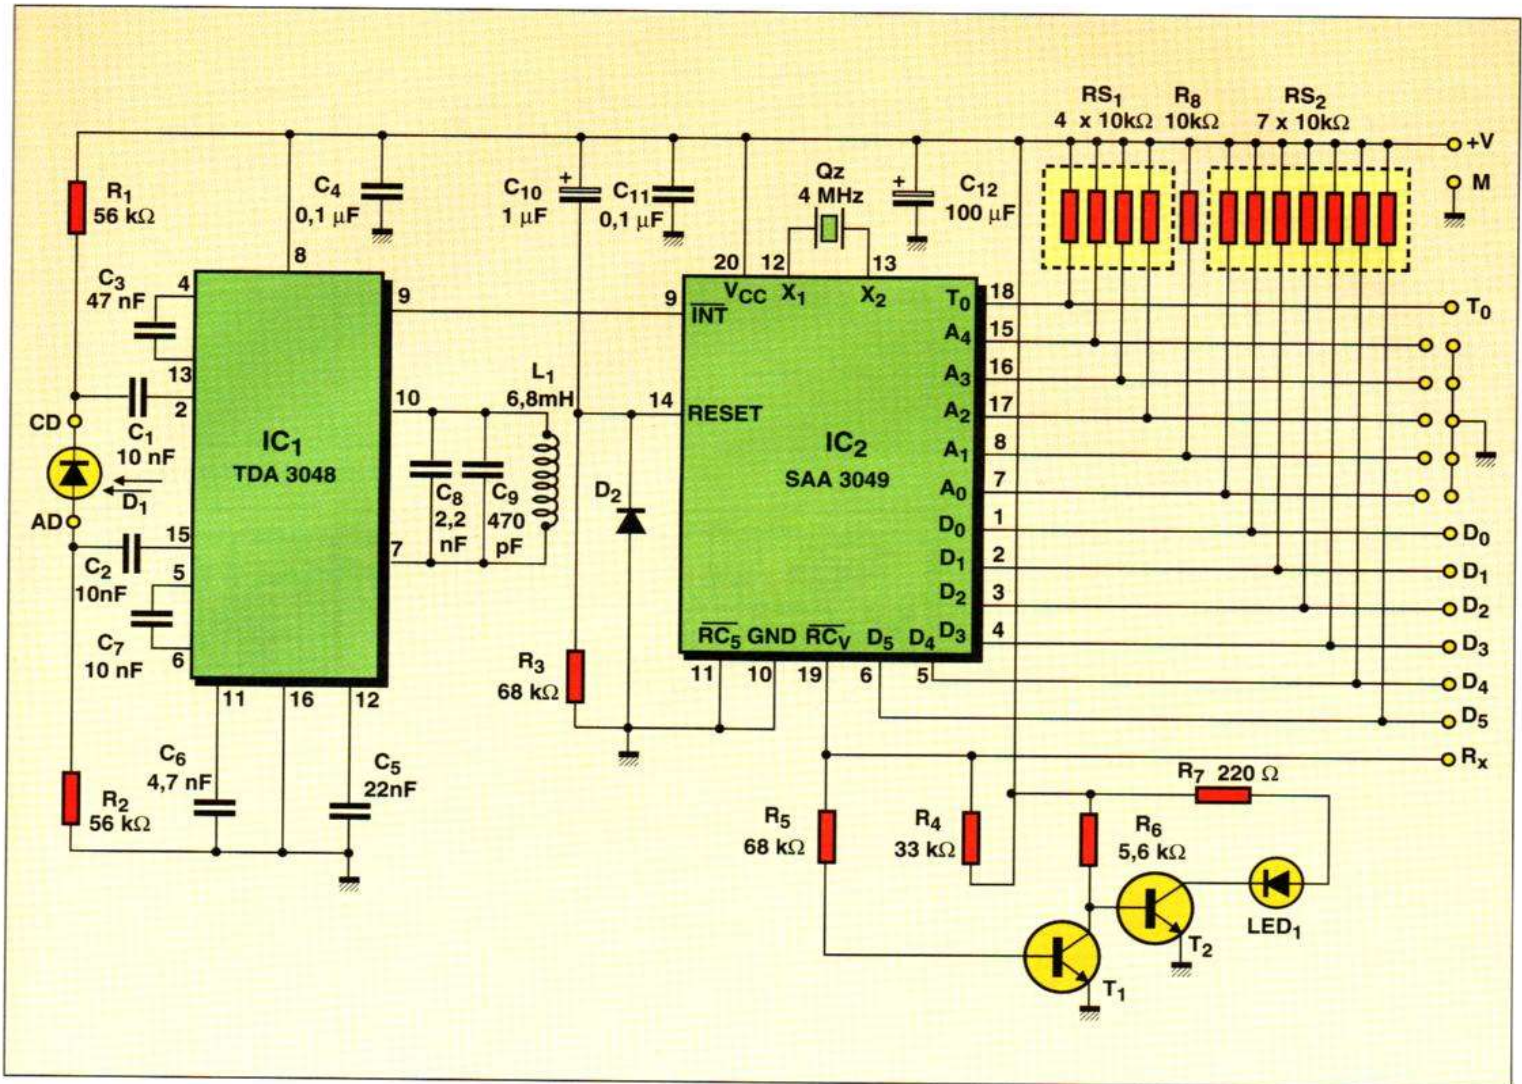 RS1
R8
RS2
4 x 10kΩ
10kΩ
7 x 10kΩ
+V
M
R1
56 kΩ
C4
0,1 µF
C10
1 µF
+
C11
0,1 µF
Qz
4 MHz
+
C12
100 µF
C3
47 nF
4
13
2
8
9
10
7
15
5
6
11
16
12
IC1
TDA 3048
CD
C1
10 nF
D1
AD
C2
10nF
C7
10 nF
C8
2,2
nF
C9
470
pF
L1
6,8mH
D2
R3
68 kΩ
20
12
13
VCC
X1
X2
9
INT
14
RESET
IC2
SAA 3049
T0
18
T0
A4
15
A3
16
A2
17
A1
8
A0
7
D0
1
D0
D1
2
D1
D2
3
D2
D3
4
D3
RC5
GND
RCV
D5
D4
11
10
19
6
5
D4
D5
Rx
R2
56 kΩ
C6
4,7 nF
C5
22nF
R5
68 kΩ
R4
33 kΩ
R7 220 Ω
R6
5,6 kΩ
LED1
T2
T1